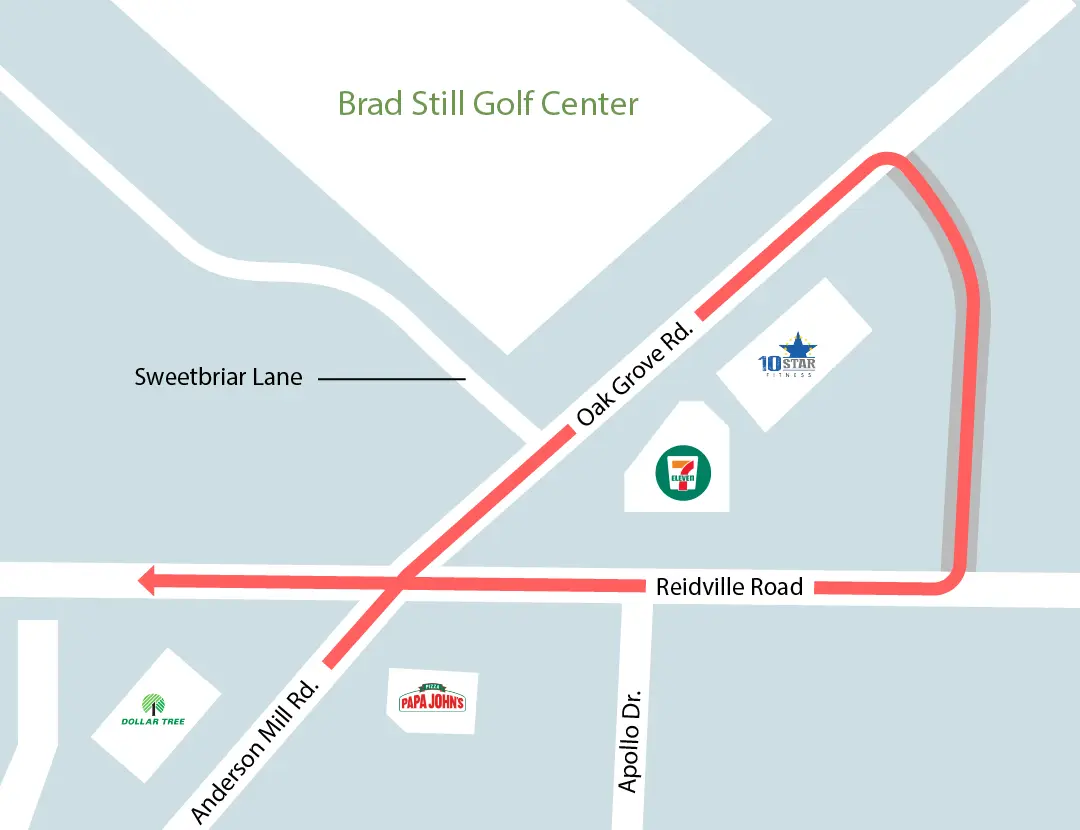 Brad Still Golf Center
Oak Grove Rd.
10 STAR
FITNESS
Sweetbriar Lane
7
ELEVEN
Reidville Road
Anderson Mill Rd.
PIZZA
PAPA JOHN'S
DOLLAR TREE
Apollo Dr.